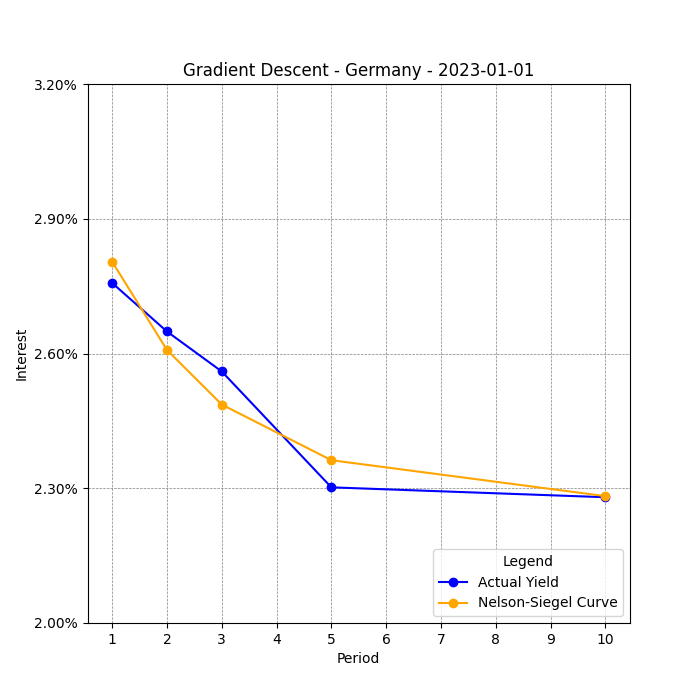 Gradient Descent - Germany - 2023-01-01
3.20%
2.90%
2.60%
2.30%
2.00%
Interest
1 2 3 4 5 6 7 8 9 10
Period
Legend
Actual Yield
Nelson-Siegel Curve